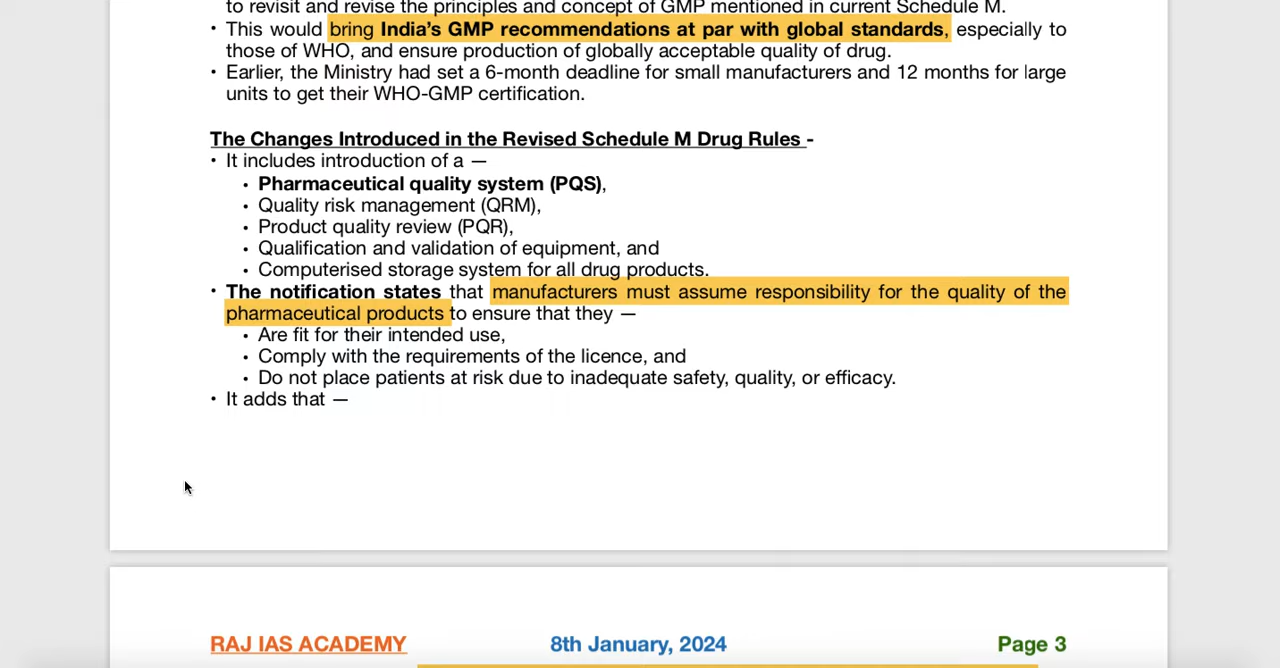 to revisit and revise the principles and concept of GMP mentioned in current Schedule M.
• This would bring India’s GMP recommendations at par with global standards, especially to
those of WHO, and ensure production of globally acceptable quality of drug.
• Earlier, the Ministry had set a 6-month deadline for small manufacturers and 12 months for large
units to get their WHO-GMP certification.
The Changes Introduced in the Revised Schedule M Drug Rules -
• It includes introduction of a —
• Pharmaceutical quality system (PQS),
• Quality risk management (QRM),
• Product quality review (PQR),
• Qualification and validation of equipment, and
• Computerised storage system for all drug products.
• The notification states that manufacturers must assume responsibility for the quality of the
pharmaceutical products to ensure that they —
• Are fit for their intended use,
• Comply with the requirements of the licence, and
• Do not place patients at risk due to inadequate safety, quality, or efficacy.
• It adds that —
RAJ IAS ACADEMY 8th January, 2024 Page 3